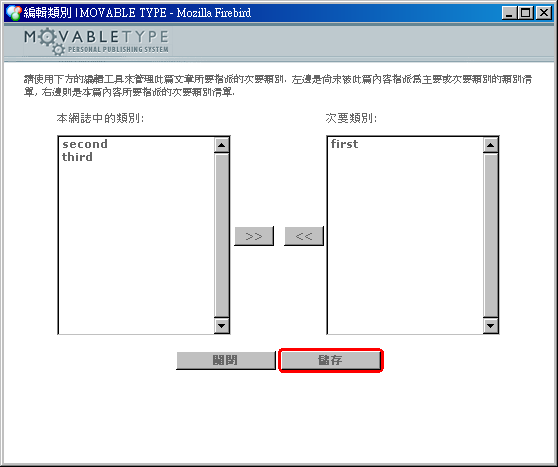 編輯類別 | MOVABLE TYPE - Mozilla Firebird
MOVABLETYPE
PERSONAL PUBLISHING SYSTEM
請使用下方的編輯工具來管理此篇文章所要指派的次要類別. 左邊是尚未被此篇內容指派為主要或次要類別的類別清
單, 右邊則是本篇內容所要指派的次要類別清單.
本網誌中的類別: 次要類別:
second first
third
>> <<
關閉 儲存